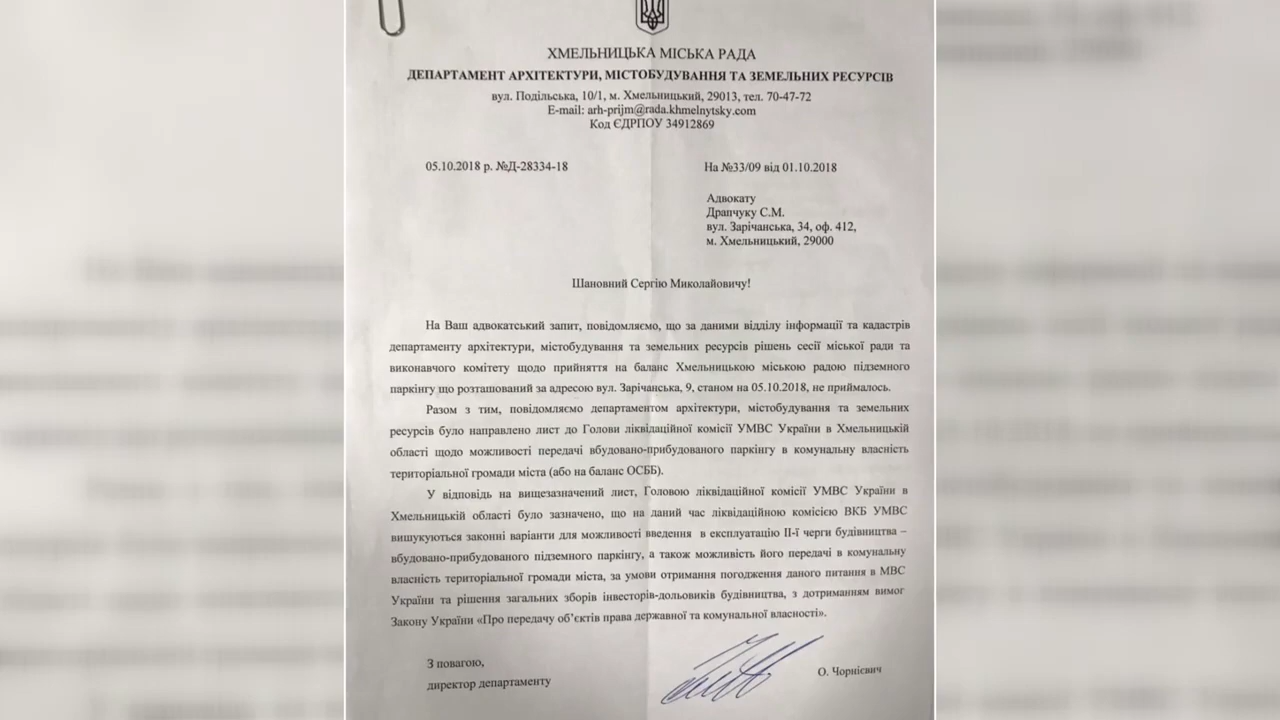 ХМЕЛЬНИЦЬКА МІСЬКА РАДА
ДЕПАРТАМЕНТ АРХІТЕКТУРИ, МІСТОБУДУВАННЯ ТА ЗЕМЕЛЬНИХ РЕСУРСІВ
вул. Подільська, 10/1, м. Хмельницький, 29013, тел. 70-47-72
E-mail: arh-prijm@rada.khmelnytsky.com
Код ЄДРПОУ 34912869
05.10.2018 р. №Д-28334-18 На №33/09 від 01.10.2018
Адвокату
Драпчуку С.М.
вул. Зарічанська, 34, оф. 412,
м. Хмельницький, 29000
Шановний Сергію Миколайовичу!
На Ваш адвокатський запит, повідомляємо, що за даними відділу інформації та кадастрів
департаменту архітектури, містобудування та земельних ресурсів рішень сесії міської ради та
виконавчого комітету щодо прийняття на баланс Хмельницькою міською радою підземного
паркінгу що розташований за адресою вул. Зарічанська, 9, станом на 05.10.2018, не приймалось.
Разом з тим, повідомляємо департаментом архітектури, містобудування та земельних
ресурсів було направлено лист до Голови ліквідаційної комісії УМВС України в Хмельницькій
області щодо можливості передачі вбудовано-прибудованого паркінгу в комунальну власність
територіальної громади міста (або на баланс ОСББ).
У відповідь на вищезазначений лист, Головою ліквідаційної комісії УМВС України в
Хмельницькій області було зазначено, що на даний час ліквідаційною комісією ВКБ УМВС
вишукуються законні варіанти для можливості введення в експлуатацію ІІ-ї черги будівництва –
вбудовано-прибудованого підземного паркінгу, а також можливість його передачі в комунальну
власність територіальної громади міста, за умови отримання погодження даного питання в МВС
України та рішення загальних зборів інвесторів-дольовиків будівництва, з дотриманням вимог
Закону України «Про передачу об’єктів права державної та комунальної власності».
З повагою,
директор департаменту О. Чорнієвич